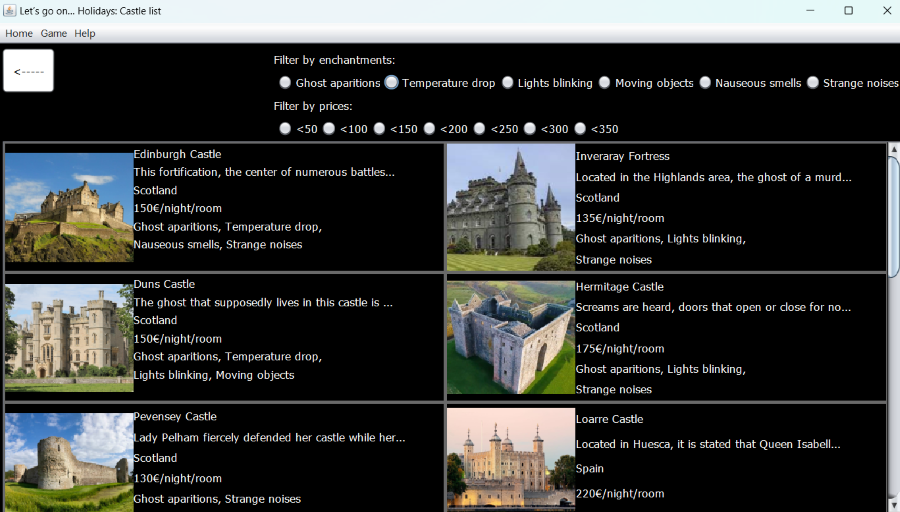 Let's go on... Holidays: Castle list
Home Game Help
<-----
Filter by enchantments:
Ghost aparitions Temperature drop Lights blinking Moving objects Nauseous smells Strange noises
Filter by prices:
<50 <100 <150 <200 <250 <300 <350
Edinburgh Castle
This fortification, the center of numerous battles...
Scotland
150€/night/room
Ghost aparitions, Temperature drop,
Nauseous smells, Strange noises
Inveraray Fortress
Located in the Highlands area, the ghost of a murd...
Scotland
135€/night/room
Ghost aparitions, Lights blinking,
Strange noises
Duns Castle
The ghost that supposedly lives in this castle is ...
Scotland
150€/night/room
Ghost aparitions, Temperature drop,
Lights blinking, Moving objects
Hermitage Castle
Screams are heard, doors that open or close for no...
Scotland
175€/night/room
Ghost aparitions, Lights blinking,
Strange noises
Pevensey Castle
Lady Pelham fiercely defended her castle while her...
Scotland
130€/night/room
Ghost aparitions, Strange noises
Loarre Castle
Located in Huesca, it is stated that Queen Isabell...
Spain
220€/night/room